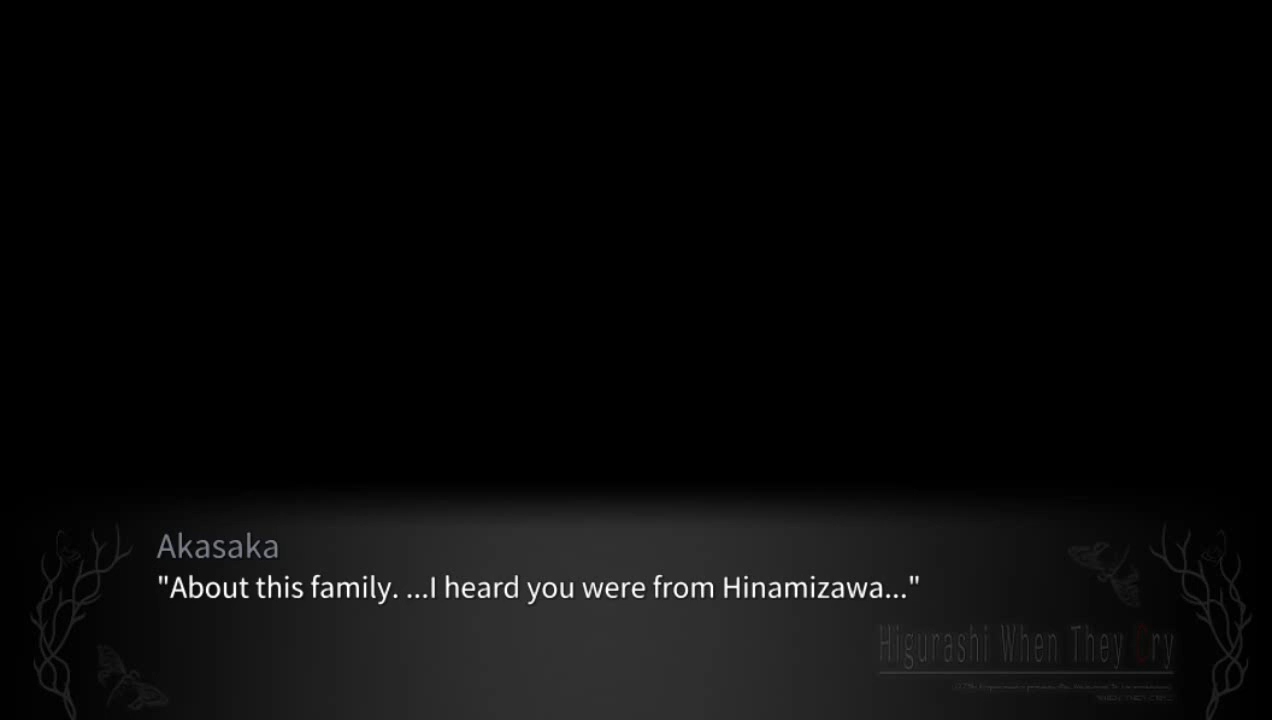 Akasaka
"About this family. ...I heard you were from Hinamizawa..."
Higurashi When They Cry